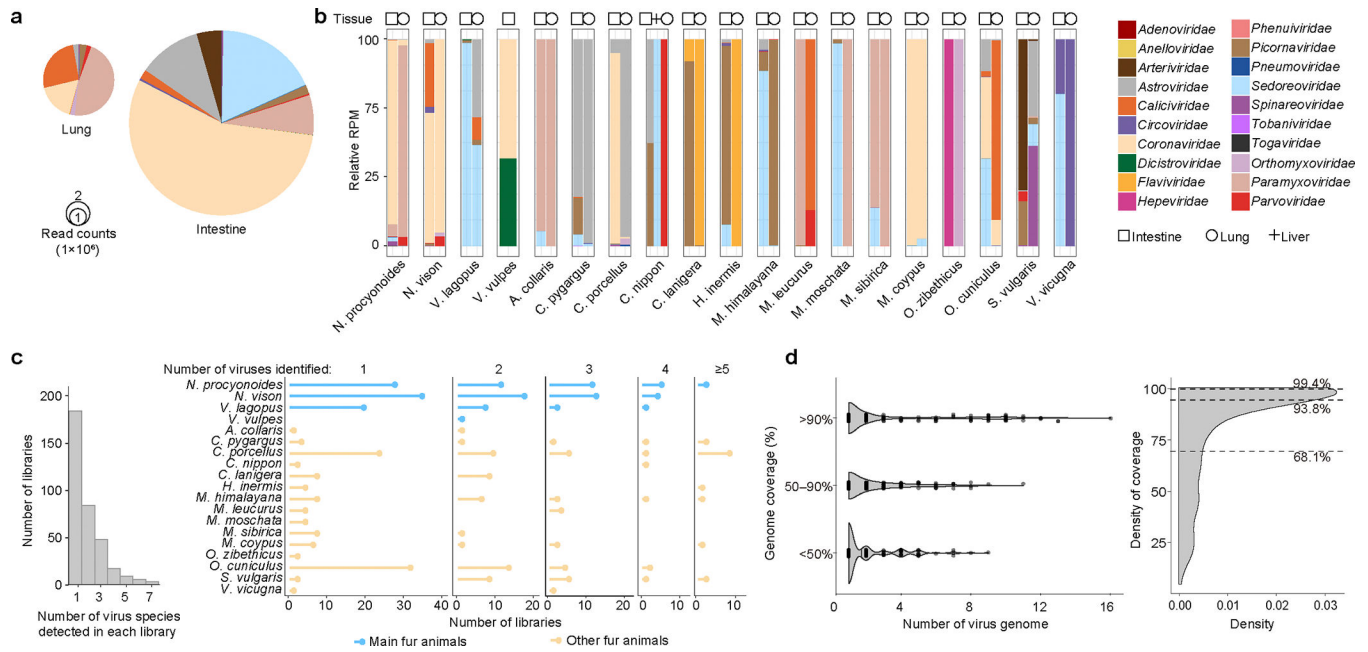 a
Lung
2
1
Read counts
(1×10⁶)
Intestine
b
Tissue
Relative RPM
100
75
25
0
N. procyonoides
N. vison
V. lagopus
V. vulpes
A. collaris
C. pygargus
C. porcellus
C. nippon
C. lanigera
H. inermis
M. himalayana
M. leucurus
M. moschata
M. sibirica
M. coypus
O. zibethicus
O. cuniculus
S. vulgaris
V. vicugna
Adenoviridae
Anelloviridae
Arteriviridae
Astroviridae
Caliciviridae
Circoviridae
Coronaviridae
Dicistroviridae
Flaviviridae
Hepeviridae
Phenuiviridae
Picornaviridae
Pneumoviridae
Sedoreoviridae
Spinareoviridae
Tobaniviridae
Togaviridae
Orthomyxoviridae
Paramyxoviridae
Parvoviridae
Intestine Lung Liver
c
Number of libraries
200
150
100
50
0
1 3 5 7
Number of virus species
detected in each library
Number of viruses identified: 1 2 3 4 ≥5
N. procyonoides
N. vison
V. lagopus
V. vulpes
A. collaris
C. pygargus
C. porcellus
C. nippon
C. lanigera
H. inermis
M. himalayana
M. leucurus
M. moschata
M. sibirica
M. coypus
O. zibethicus
O. cuniculus
S. vulgaris
V. vicugna
0 10 20 30 40 0 10 20 0 10 20 0 10 0 10
Number of libraries
Main fur animals Other fur animals
d
Genome coverage (%)
>90%
50–90%
<50%
4 8 12 16
Number of virus genome
Density of coverage
100
75
50
25
99.4%
93.8%
68.1%
0.00 0.01 0.02 0.03
Density